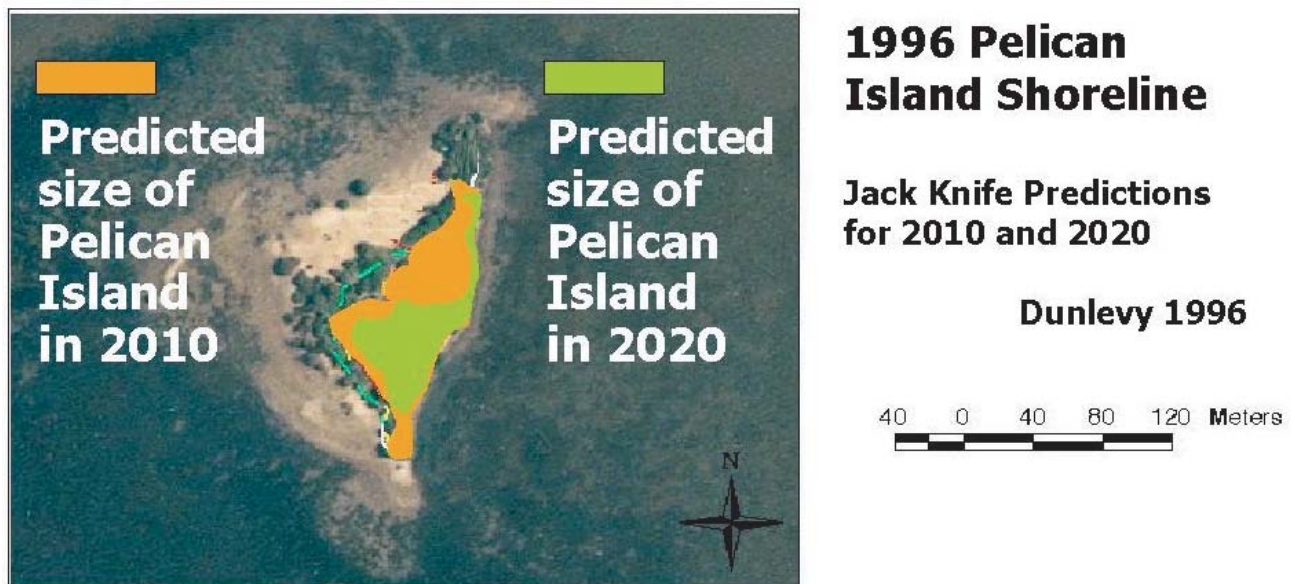 Predicted
size of
Pelican
Island
in 2010
Predicted
size of
Pelican
Island
in 2020
N
1996 Pelican
Island Shoreline
Jack Knife Predictions
for 2010 and 2020
Dunlevy 1996
40 0 40 80 120 Meters